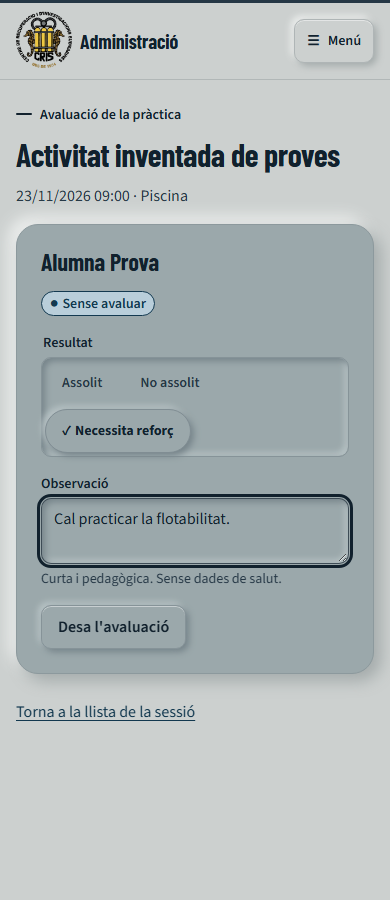 CRIS
Administració
☰ Menú
Avaluació de la pràctica
Activitat inventada de proves
23/11/2026 09:00 · Piscina
Alumna Prova
Sense avaluar
Resultat
Assolit No assolit
✓ Necessita reforç
Observació
Cal practicar la flotabilitat.
Curta i pedagògica. Sense dades de salut.
Desa l'avaluació
Torna a la llista de la sessió